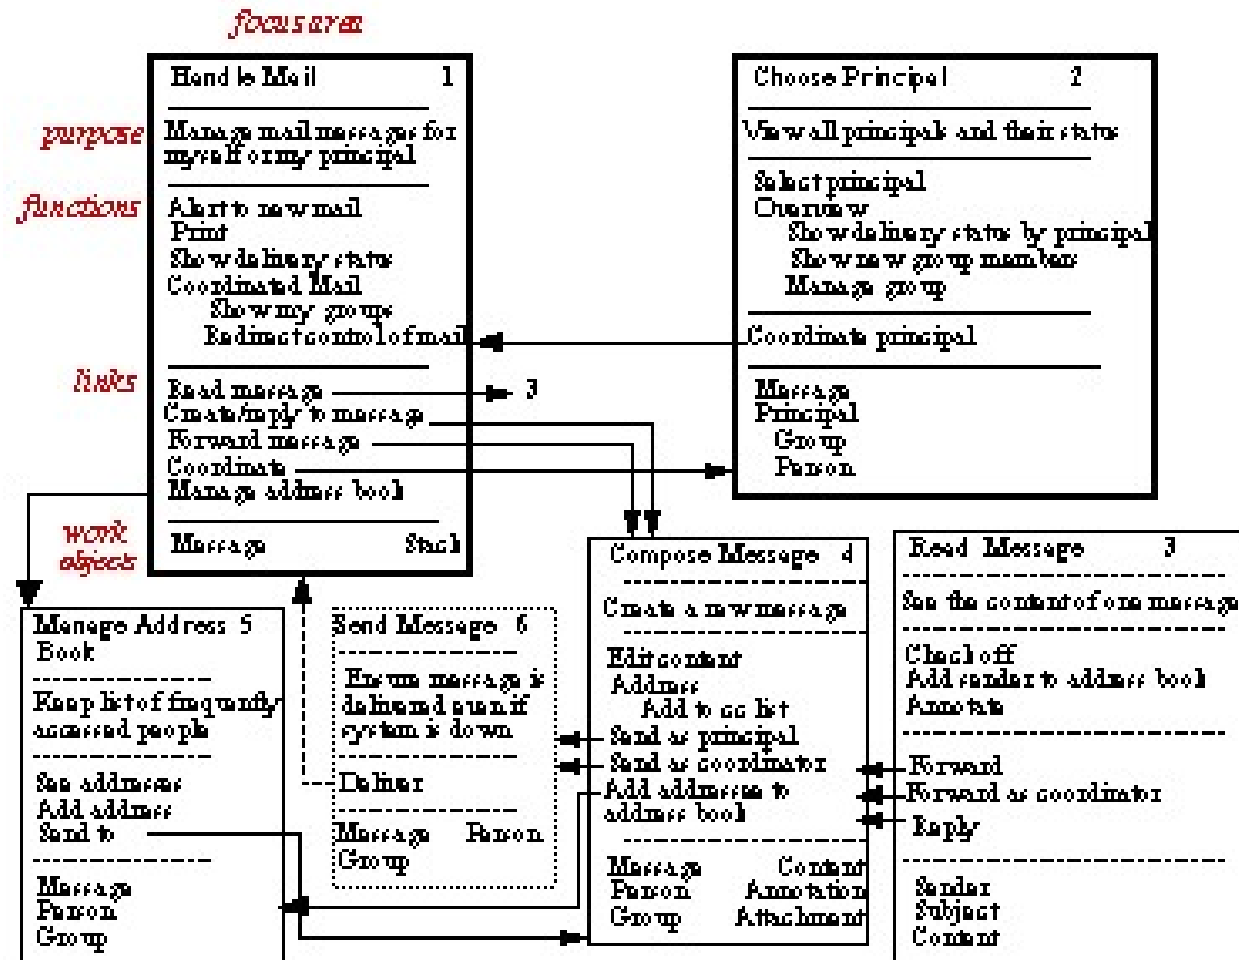 focus area
Handle Mail 1
purpose
Manage mail messages for
myself or my principal
functions
Alert to new mail
Print
Show delivery status
Coordinated Mail
Show my groups
Redirect control of mail
links
Read message 3
Create/reply to message
Forward message
Coordinate
Manage address book
work
objects
Message Stack
Choose Principal 2
View all principals and their status
Select principal
Overview
Show delivery status by principal
Show new group members
Manage group
Coordinate principal
Message
Principal
Group
Person
Manage Address 5
Book
Keep list of frequently
accessed people
See addresses
Add address
Send to
Message
Person
Group
Send Message 6
Ensure message is
delivered even if
system is down
Deliver
Message Person
Group
Compose Message 4
Create a new message
Edit content
Address
Add to cc list
Send as principal
Send as coordinator
Add addresses to
address book
Message Content
Person Annotation
Group Attachment
Read Message 3
See the content of one message
Check off
Add sender to address book
Annotate
Forward
Forward as coordinator
Reply
Sender
Subject
Content